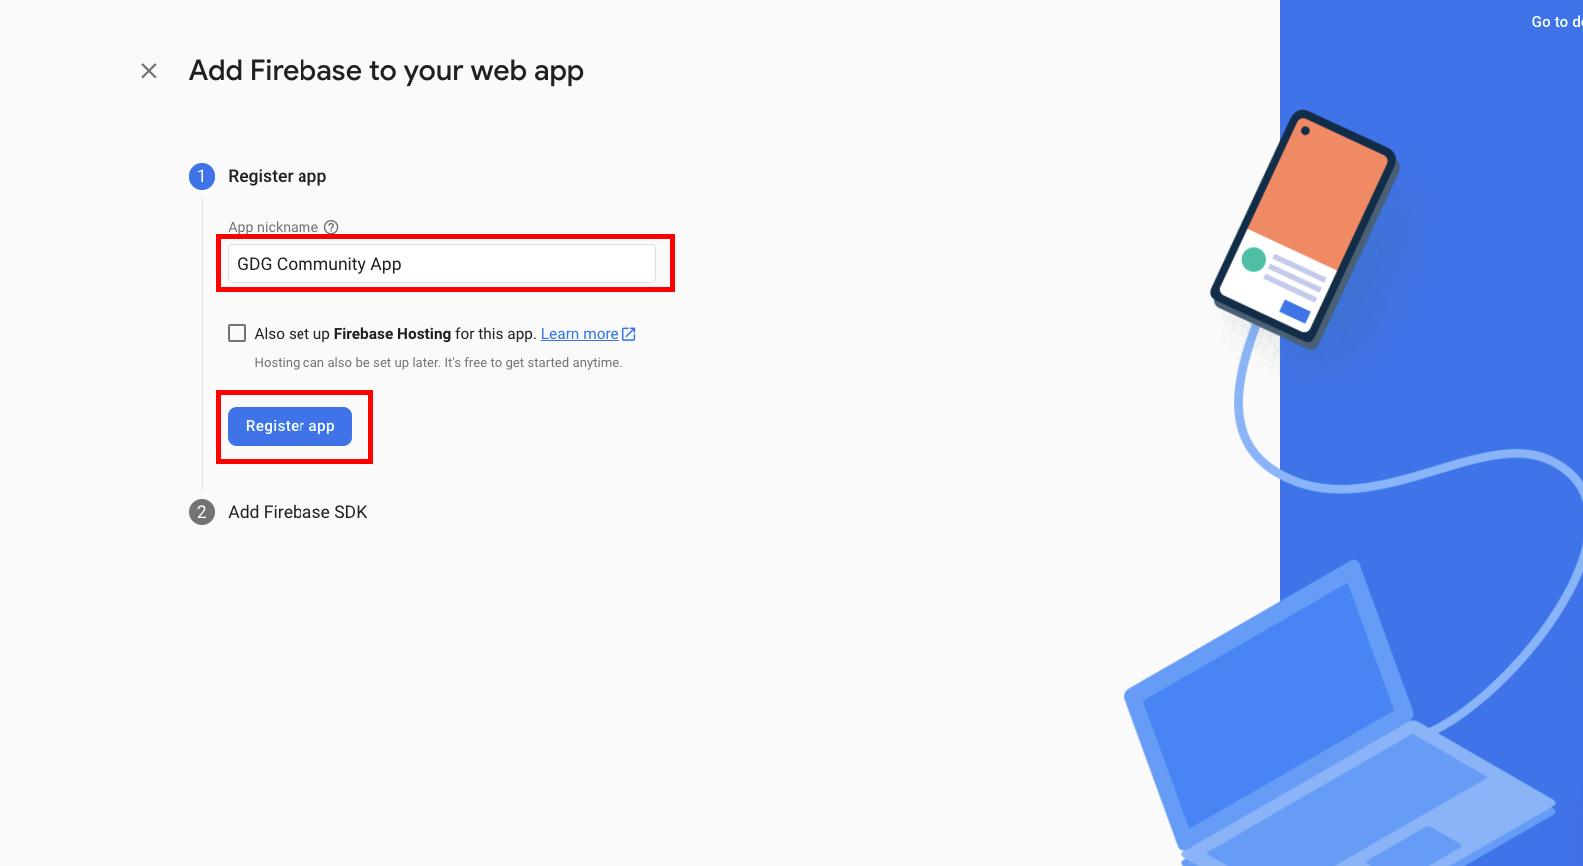 Go to d
Add Firebase to your web app
1 Register app
App nickname
GDG Community App
Also set up Firebase Hosting for this app. Learn more
Hosting can also be set up later. It's free to get started anytime.
Register app
2 Add Firebase SDK